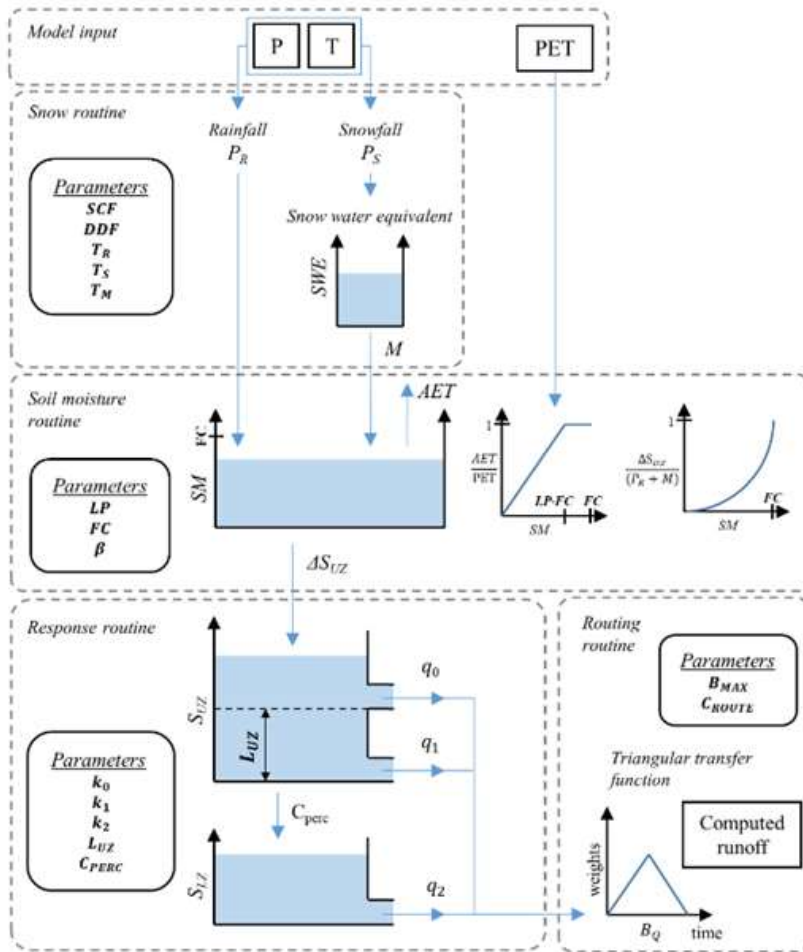 Model input
P
T
PET
Snow routine
Rainfall
P_R
Snowfall
P_S
Parameters
SCF
DDF
T_R
T_S
T_M
Snow water equivalent
SWE
M
Soil moisture
routine
AET
Parameters
LP
FC
β
FC
SM
1
AET
PET
LP·FC
FC
SM
1
ΔS_UZ
(P_R + M)
FC
SM
ΔS_UZ
Response routine
Parameters
k_0
k_1
k_2
L_UZ
C_PERC
S_UZ
L_UZ
q_0
q_1
C_perc
S_LZ
q_2
Routing
routine
Parameters
B_MAX
C_ROUTE
Triangular transfer
function
Computed
runoff
weights
B_Q
time